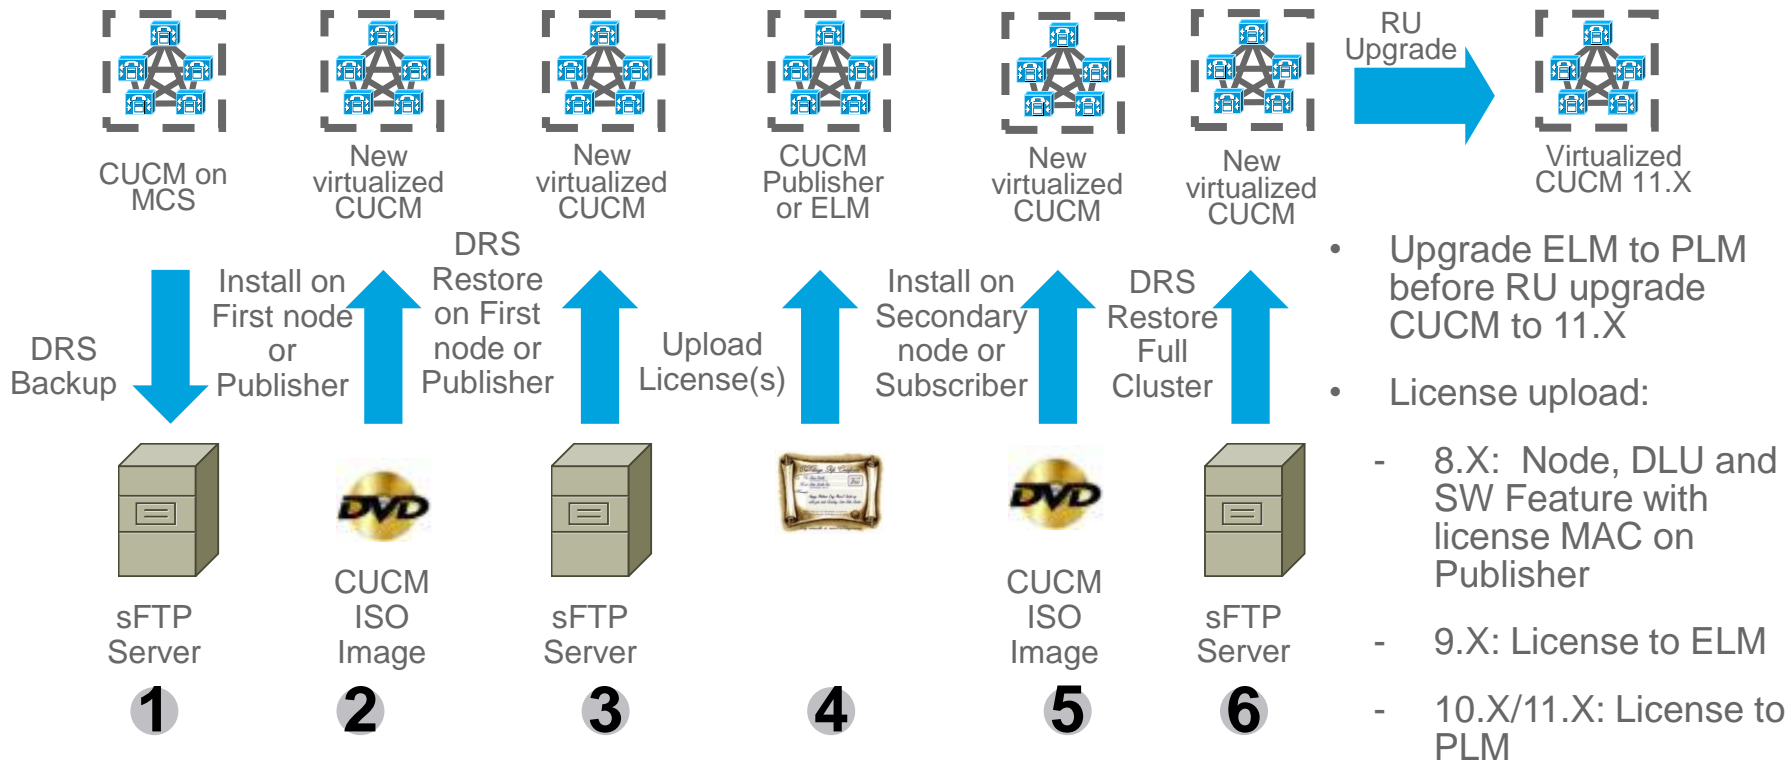 CUCM on
MCS
New
virtualized
CUCM
New
virtualized
CUCM
CUCM
Publisher
or ELM
New
virtualized
CUCM
New
virtualized
CUCM
RU
Upgrade
Virtualized
CUCM 11.X
DRS
Backup
Install on
First node
or
Publisher
DRS
Restore
on First
node or
Publisher
Upload
License(s)
Install on
Secondary
node or
Subscriber
DRS
Restore
Full
Cluster
sFTP
Server
DVD
CUCM
ISO
Image
sFTP
Server
DVD
CUCM
ISO
Image
sFTP
Server
1
2
3
4
5
6
• Upgrade ELM to PLM
before RU upgrade
CUCM to 11.X
• License upload:
- 8.X: Node, DLU and
SW Feature with
license MAC on
Publisher
- 9.X: License to ELM
- 10.X/11.X: License to
PLM